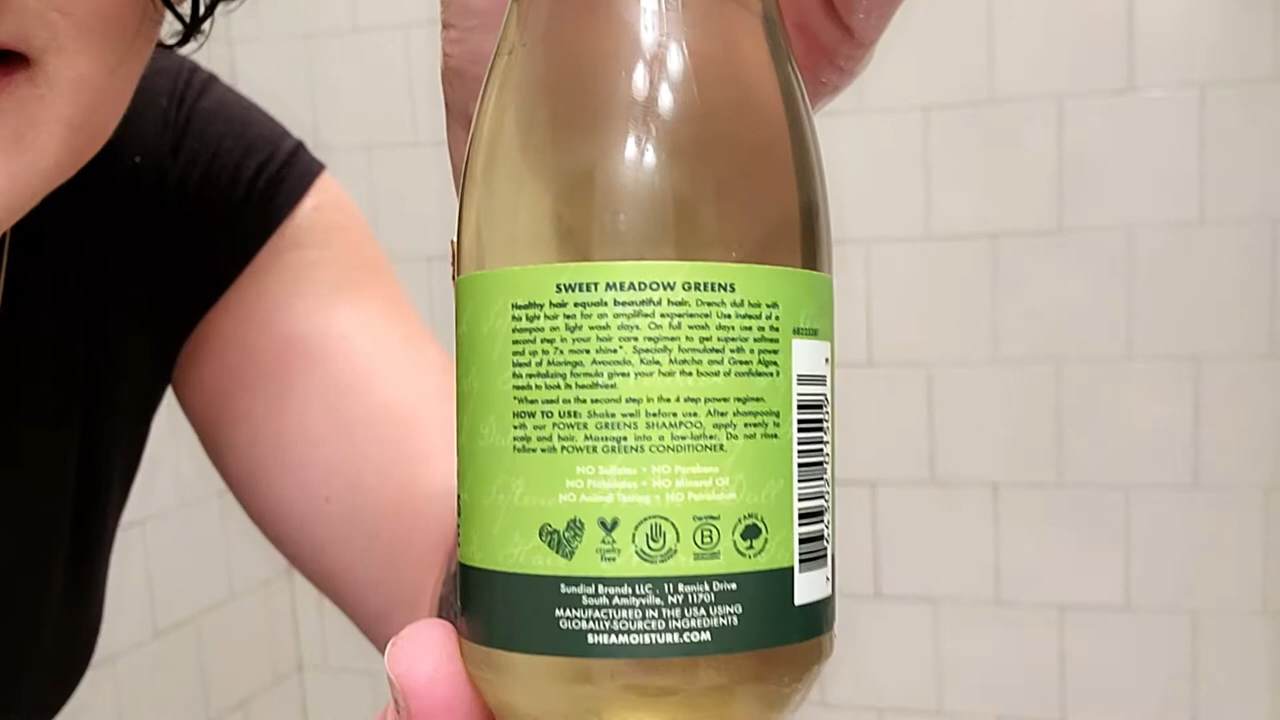 SWEET MEADOW GREENS
Healthy hair equals beautiful hair. Drench dull hair with
this light hair tea for an amplified experience! Use instead of a
shampoo on light wash days. On full wash days use as the
second step in your hair care regimen to get superior softness
and up to 7x more shine*. Specially formulated with a power
blend of Moringa, Avocado, Kale, Matcha and Green Algae,
this revitalizing formula gives your hair the boost of confidence it
needs to look its healthiest.
*When used as the second step in the 4 step power regimen.
HOW TO USE: Shake well before use. After shampooing
with our POWER GREENS SHAMPOO, apply evenly to
scalp and hair. Massage into a low-lather. Do not rinse.
Follow with POWER GREENS CONDITIONER.
NO Sulfates • NO Parabens
NO Phthalates • NO Mineral Oil
NO Animal Testing • NO Petrolatum
cruelty
free
Certified
B
Sundial Brands LLC . 11 Ranick Drive
South Amityville, NY 11701
MANUFACTURED IN THE USA USING
GLOBALLY-SOURCED INGREDIENTS
SHEAMOISTURE.COM